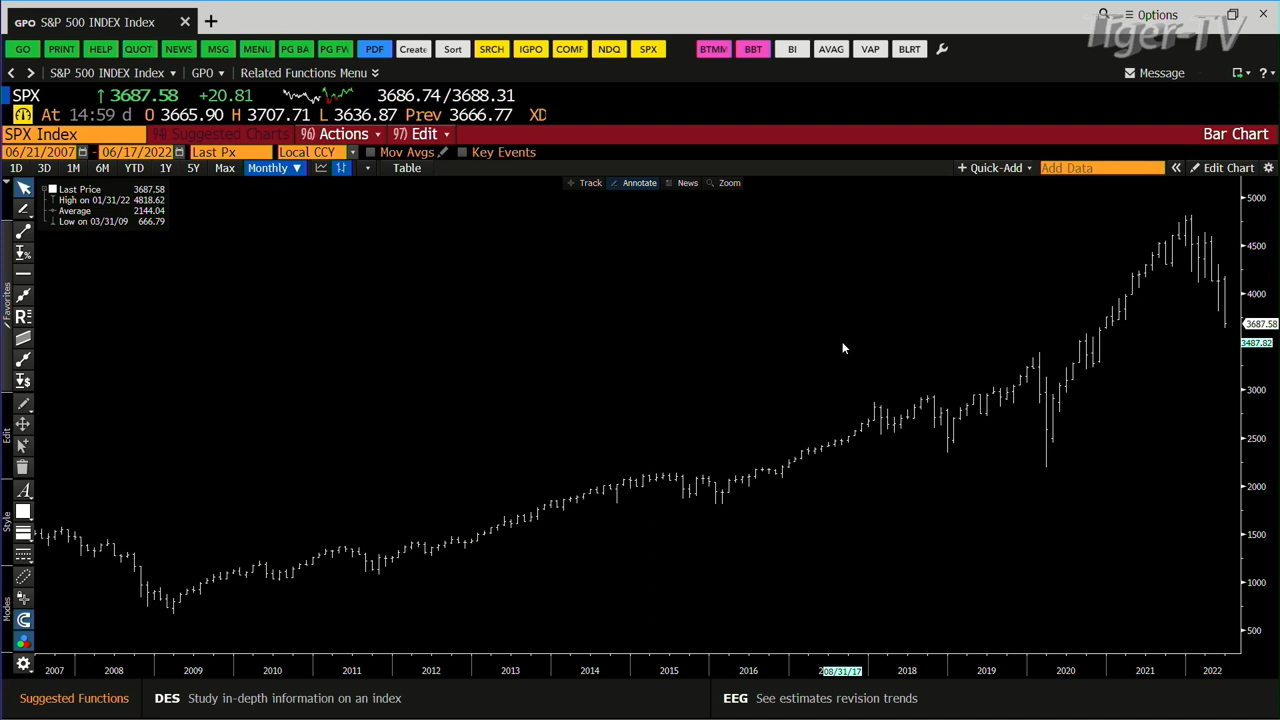 GPO S&P 500 INDEX Index
Options
Tiger-TV
GO PRINT HELP QUOT NEWS MSG MENU PG BA PG FW PDF Create Sort SRCH IGPO COMF NDQ SPX BTMM BBT BI AVAG VAP BLRT
S&P 500 INDEX Index GPO Related Functions Menu Message ?
SPX ↑ 3687.58 +20.81 3686.74/3688.31
At 14:59 d O 3665.90 H 3707.71 L 3636.87 Prev 3666.77 XD
SPX Index 94) Suggested Charts 96) Actions 97) Edit Bar Chart
06/21/2007 - 06/17/2022 Last Px Local CCY Mov Avgs Key Events
1D 3D 1M 6M YTD 1Y 5Y Max Monthly Table + Quick-Add Add Data « Edit Chart
Track Annotate News Zoom
Last Price 3687.58
High on 01/31/22 4818.62
Average 2144.04
Low on 03/31/09 666.79
Favorites
Edit
Style
Modes
5000
4500
4000
3687.58
3487.82
3000
2500
2000
1500
1000
500
2007 2008 2009 2010 2011 2012 2013 2014 2015 2016 2 08/31/17 2018 2019 2020 2021 2022
Suggested Functions DES Study in-depth information on an index EEG See estimates revision trends